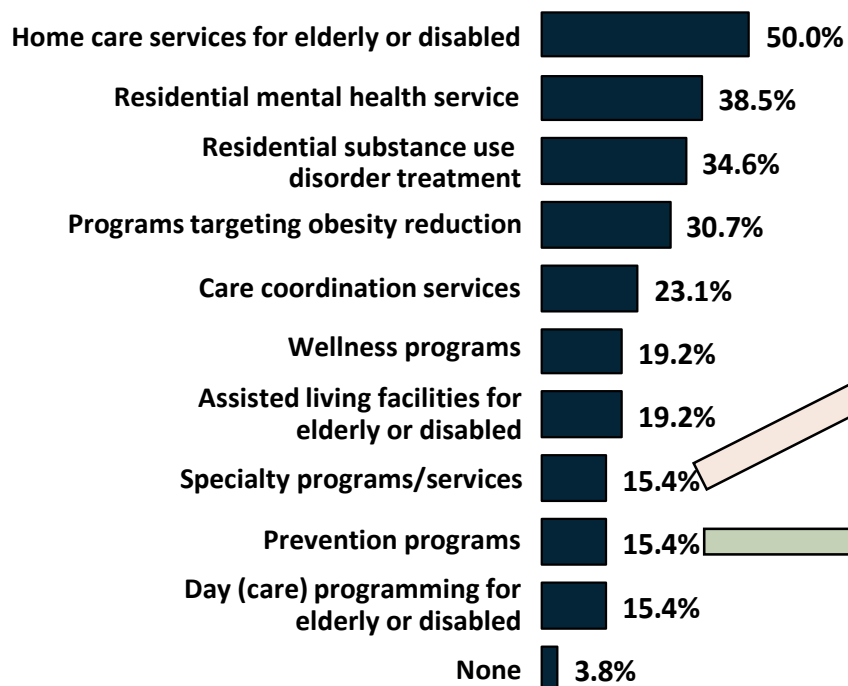 Home care services for elderly or disabled 50.0%
Residential mental health service 38.5%
Residential substance use
disorder treatment 34.6%
Programs targeting obesity reduction 30.7%
Care coordination services 23.1%
Wellness programs 19.2%
Assisted living facilities for
elderly or disabled 19.2%
Specialty programs/services 15.4%
Prevention programs 15.4%
Day (care) programming for
elderly or disabled 15.4%
None 3.8%